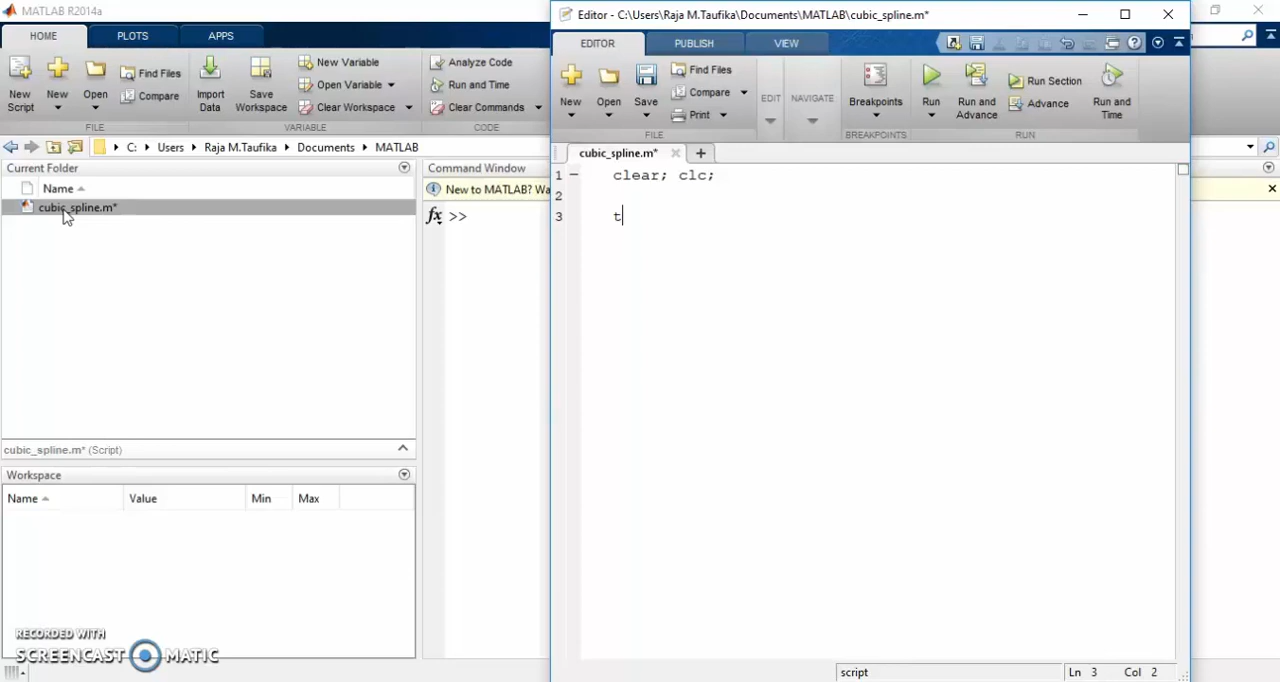 MATLAB R2014a
HOME
PLOTS
APPS
New Script
New
Open
Find Files
Compare
Import Data
Save Workspace
New Variable
Open Variable
Clear Workspace
Analyze Code
Run and Time
Clear Commands
FILE
VARIABLE
CODE
C:
Users
Raja M.Taufika
Documents
MATLAB
Current Folder
Name
cubic_spline.m*
cubic_spline.m* (Script)
Workspace
Name
Value
Min
Max
RECORDED WITH
SCREENCAST MATIC
Command Window
New to MATLAB? Wa
fx >>
Editor - C:\Users\Raja M.Taufika\Documents\MATLAB\cubic_spline.m*
EDITOR
PUBLISH
VIEW
New
Open
Save
Find Files
Compare
Print
EDIT
NAVIGATE
Breakpoints
Run
Run and Advance
Run Section
Advance
Run and Time
FILE
BREAKPOINTS
RUN
cubic_spline.m*
1 – clear; clc;
2
3 t
script
Ln 3 Col 2